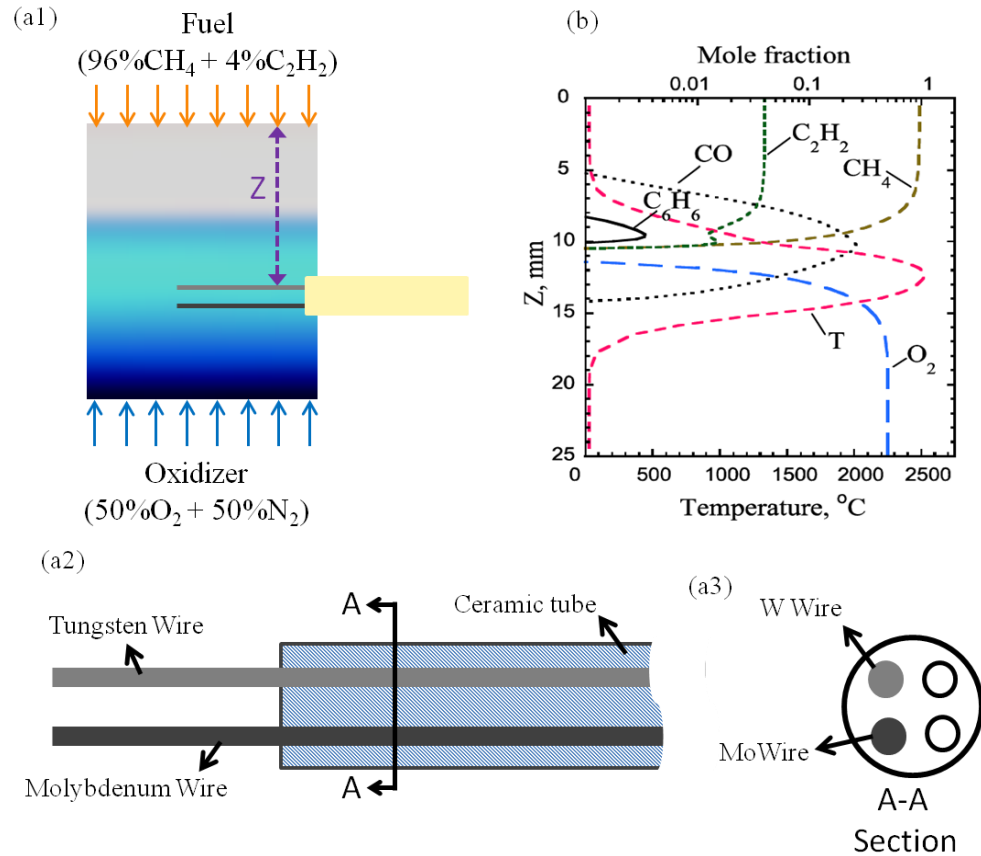 (a1)
Fuel
(96%CH₄ + 4%C₂H₂)
Z
Oxidizer
(50%O₂ + 50%N₂)
(b)
Mole fraction
0.01 0.1 1
0
5
10
15
20
25
Z, mm
CO
C₂H₂
CH₄
C₆H₆
T
O₂
0 500 1000 1500 2000 2500
Temperature, °C
(a2)
A
Ceramic tube
Tungsten Wire
Molybdenum Wire
A
(a3)
W Wire
MoWire
A-A
Section